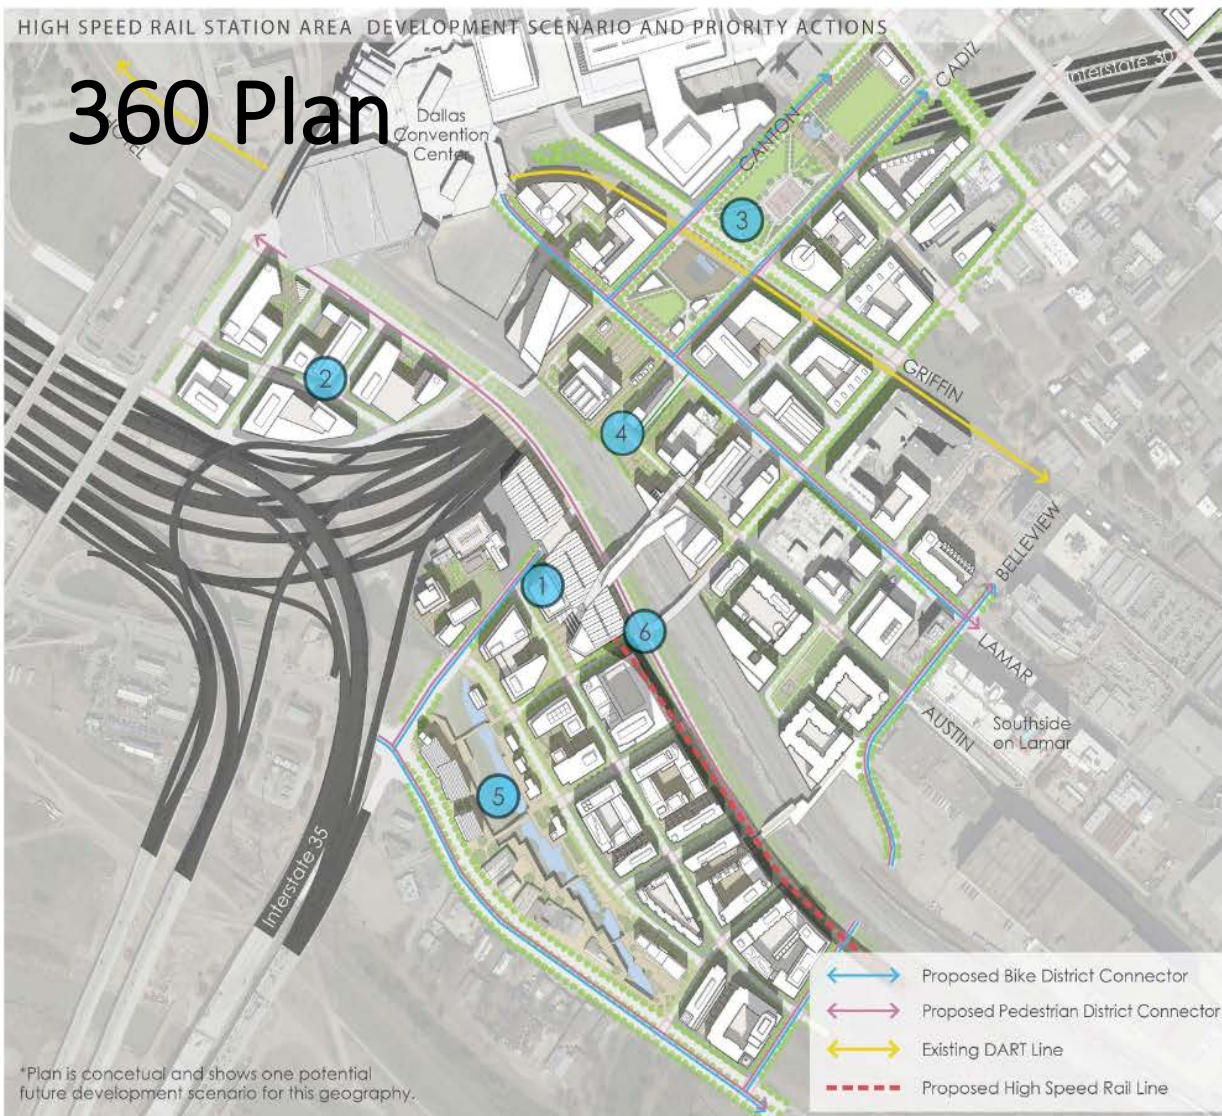 HIGH SPEED RAIL STATION AREA DEVELOPMENT SCENARIO AND PRIORITY ACTIONS
360 Plan
Dallas
Convention
Center
CANTON
CADIZ
Interstate 30
3
2
4
GRIFFIN
BELLEVIEW
1
6
LAMAR
AUSTIN
Southside
on Lamar
5
Interstate 35
Proposed Bike District Connector
Proposed Pedestrian District Connector
Existing DART Line
Proposed High Speed Rail Line
*Plan is concetual and shows one potential
future development scenario for this geography.